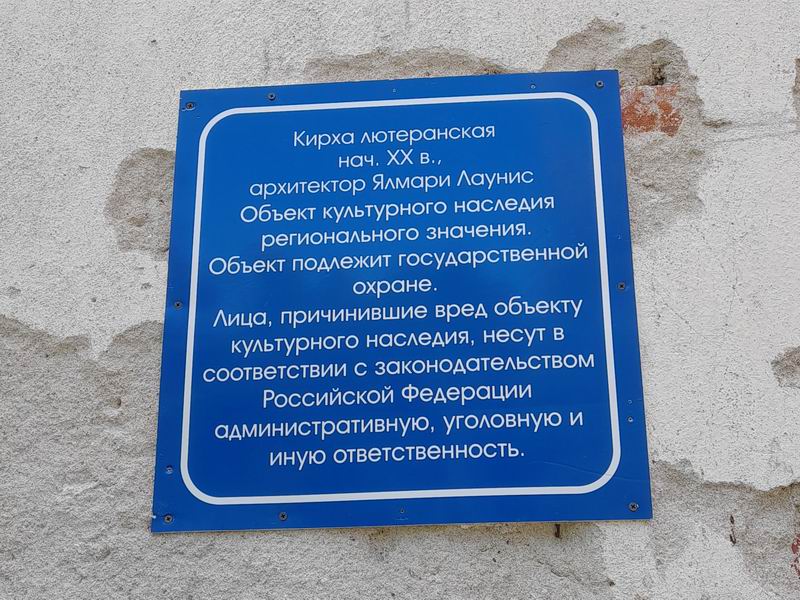 Кирха лютеранская
нач. XX в.,
архитектор Ялмари Лаунис
Объект культурного наследия
регионального значения.
Объект подлежит государственной
охране.
Лица, причинившие вред объекту
культурного наследия, несут в
соответствии с законодательством
Российской Федерации
административную, уголовную и
иную ответственность.